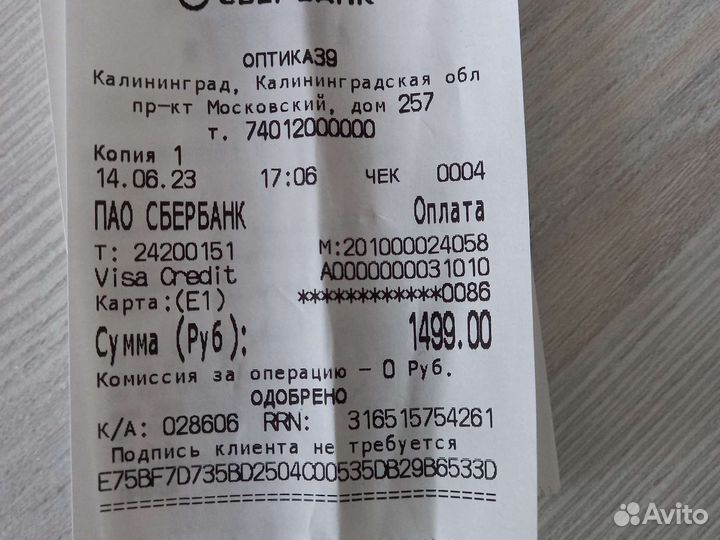 СБЕРБАНК
ОПТИКА39
Калининград, Калининградская обл
пр-кт Московский, дом 257
т. 74012000000
Копия 1
14.06.23 17:06 ЧЕК 0004
ПАО СБЕРБАНК Оплата
Т: 24200151 М:201000024058
Visa Credit A0000000031010
Карта:(E1) ************0086
Сумма (Руб): 1499.00
Комиссия за операцию – 0 Руб.
ОДОБРЕНО
К/А: 028606 RRN: 316515754261
Подпись клиента не требуется
E75BF7D735BD2504C00535DB29B6533D
================================
Avito